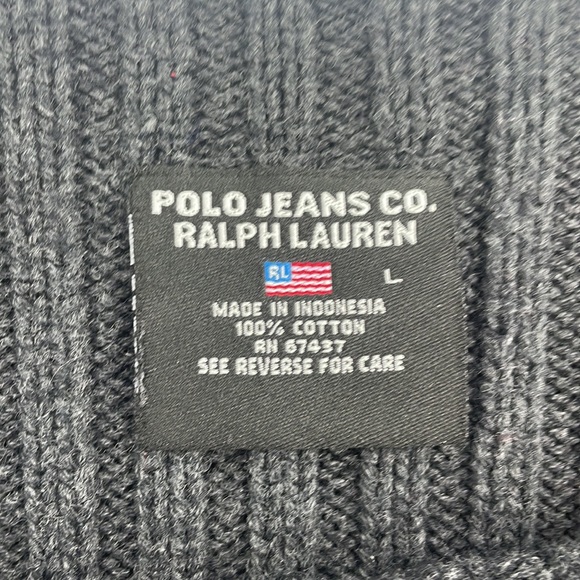 POLO JEANS CO.
RALPH LAUREN
RL
L
MADE IN INDONESIA
100% COTTON
RN 67437
SEE REVERSE FOR CARE